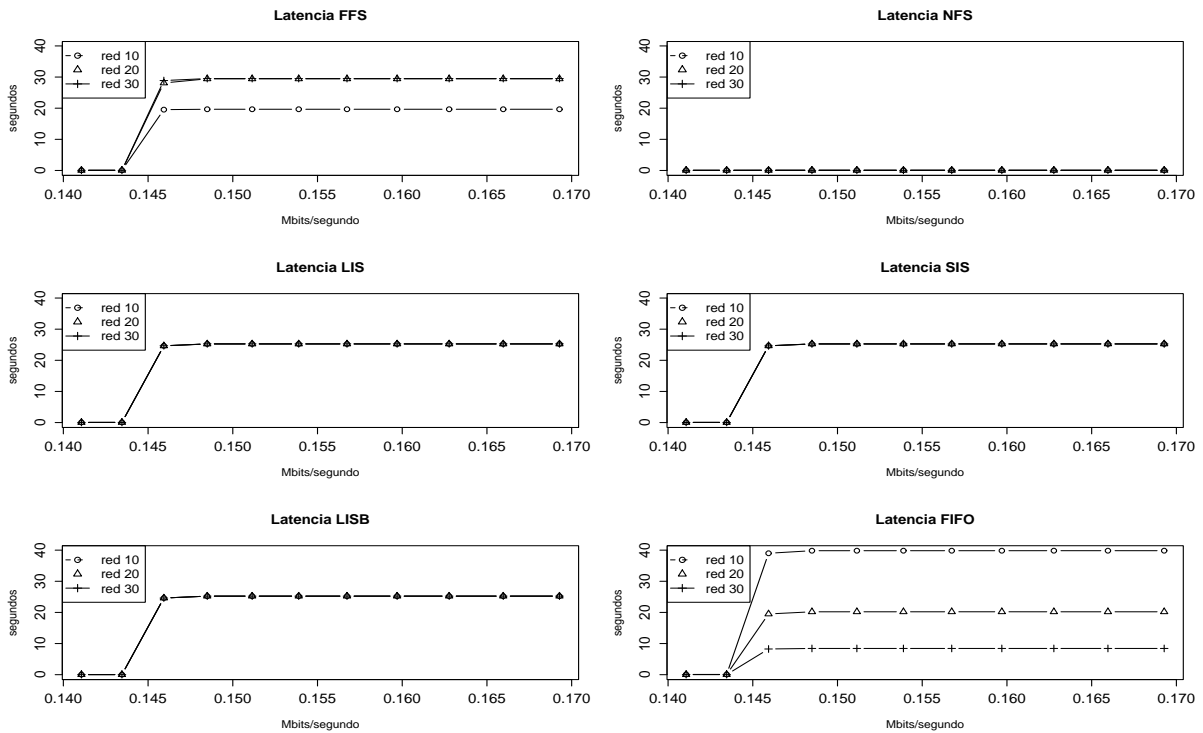 Latencia FFS
segundos
40
30
20
10
0
red 10
red 20
red 30
0.140 0.145 0.150 0.155 0.160 0.165 0.170
Mbits/segundo
Latencia NFS
segundos
40
30
20
10
0
red 10
red 20
red 30
0.140 0.145 0.150 0.155 0.160 0.165 0.170
Mbits/segundo
Latencia LIS
segundos
40
30
20
10
0
red 10
red 20
red 30
0.140 0.145 0.150 0.155 0.160 0.165 0.170
Mbits/segundo
Latencia SIS
segundos
40
30
20
10
0
red 10
red 20
red 30
0.140 0.145 0.150 0.155 0.160 0.165 0.170
Mbits/segundo
Latencia LISB
segundos
40
30
20
10
0
red 10
red 20
red 30
0.140 0.145 0.150 0.155 0.160 0.165 0.170
Mbits/segundo
Latencia FIFO
segundos
40
30
20
10
0
red 10
red 20
red 30
0.140 0.145 0.150 0.155 0.160 0.165 0.170
Mbits/segundo